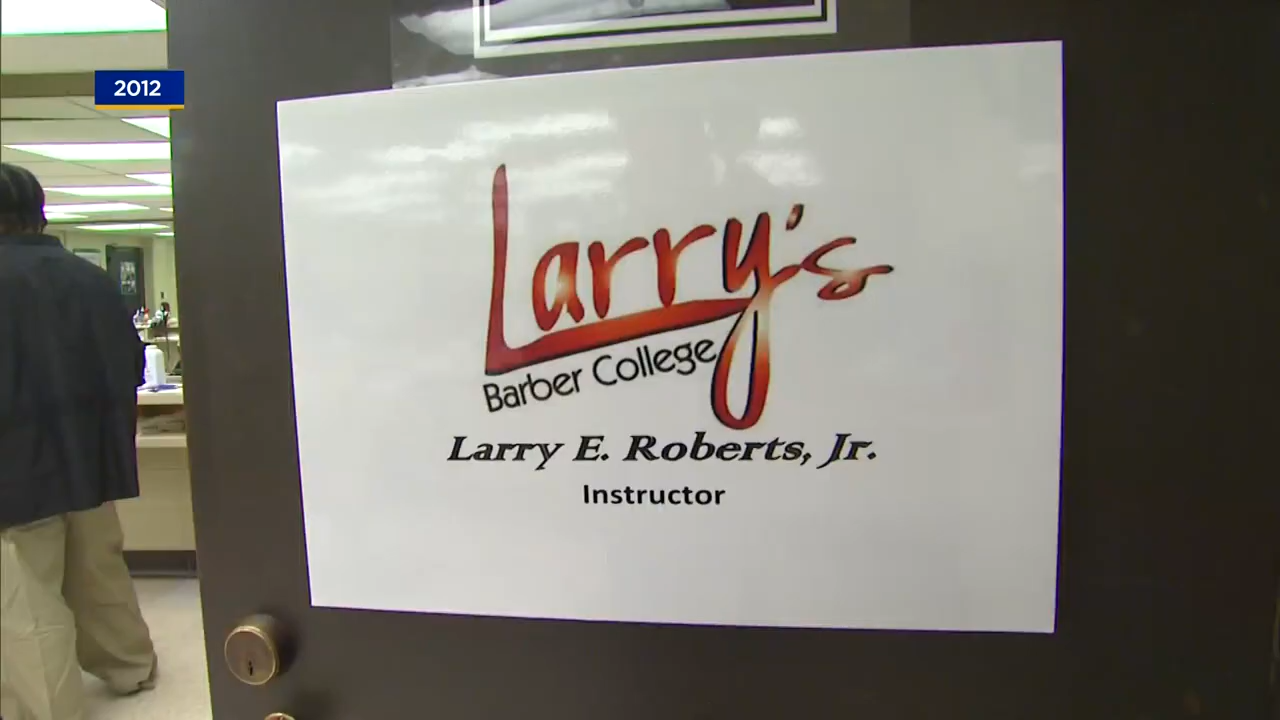 2012
Larry's
Barber College
Larry E. Roberts, Jr.
Instructor